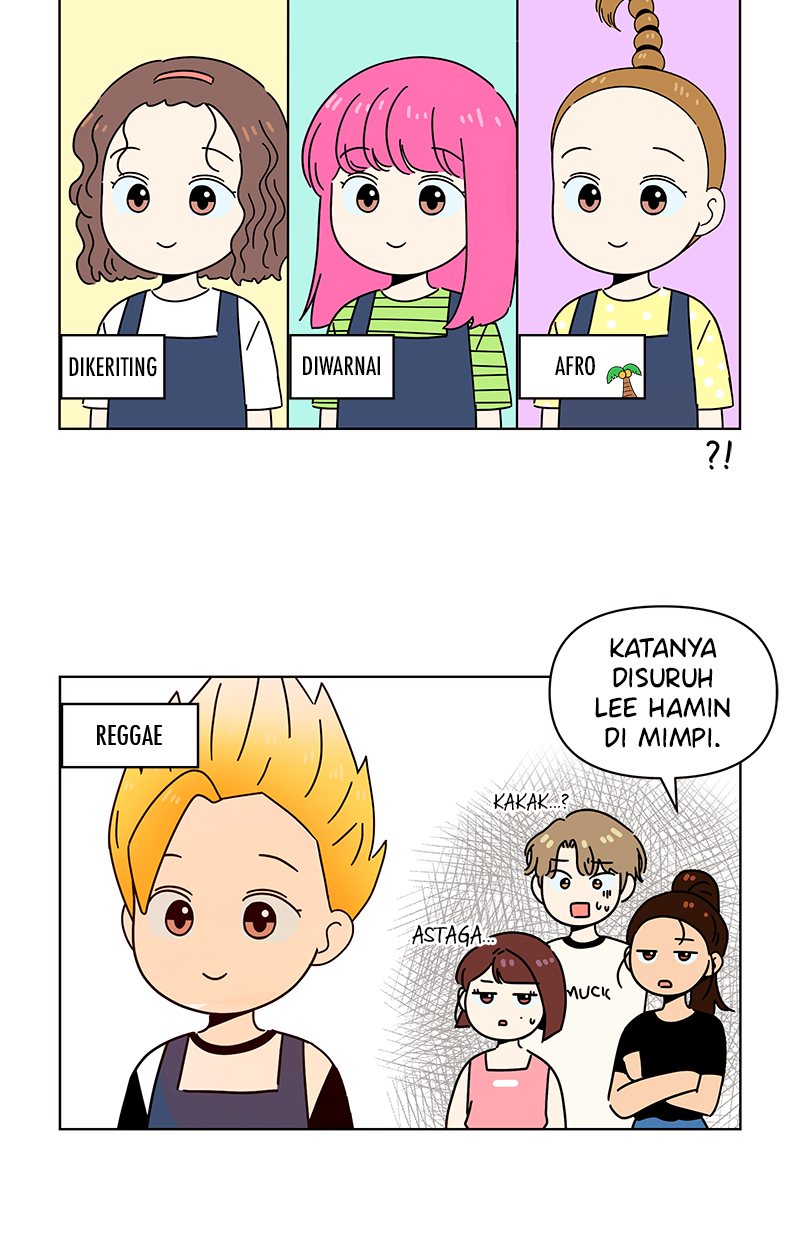 DIKERITING
DIWARNAI
AFRO
?!
KATANYA
DISURUH
LEE HAMIN
DI MIMPI.
REGGAE
KAKAK...?
ASTAGA...
MUCK